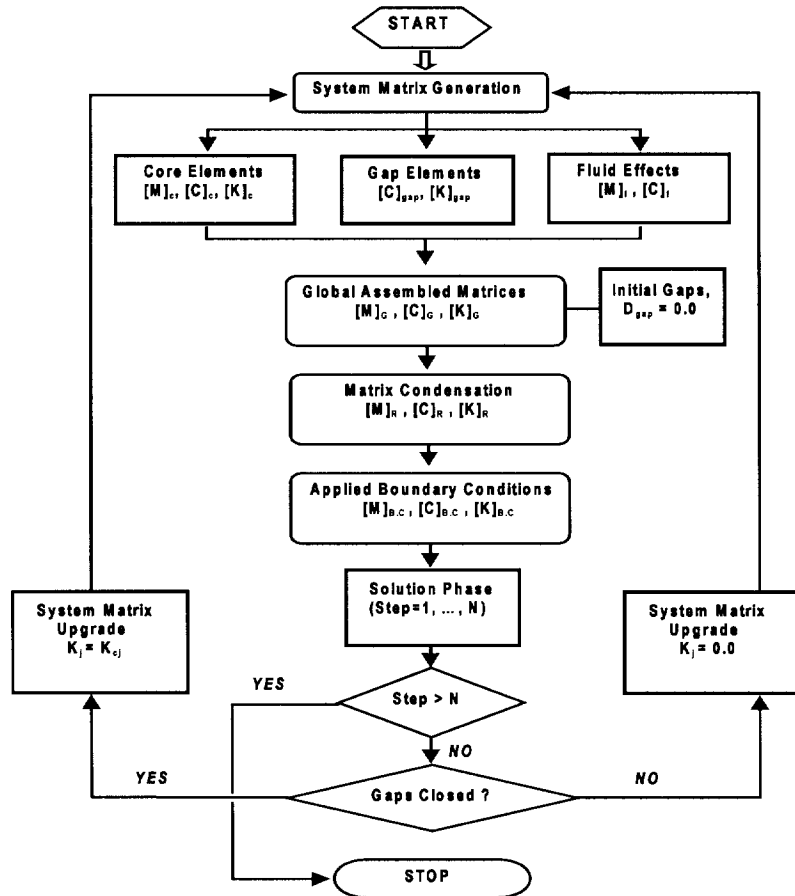 START
System Matrix Generation
Core Elements
[M]c, [C]c, [K]c
Gap Elements
[C]gap, [K]gap
Fluid Effects
[M]f , [C]f
Global Assembled Matrices
[M]G , [C]G , [K]G
Initial Gaps,
Dgap = 0.0
Matrix Condensation
[M]R , [C]R , [K]R
Applied Boundary Conditions
[M]B.C, [C]B.C, [K]B.C
Solution Phase
(Step=1, ..., N)
System Matrix
Upgrade
Kj = Kcj
System Matrix
Upgrade
Kj = 0.0
YES
Step > N
NO
YES
Gaps Closed ?
NO
STOP